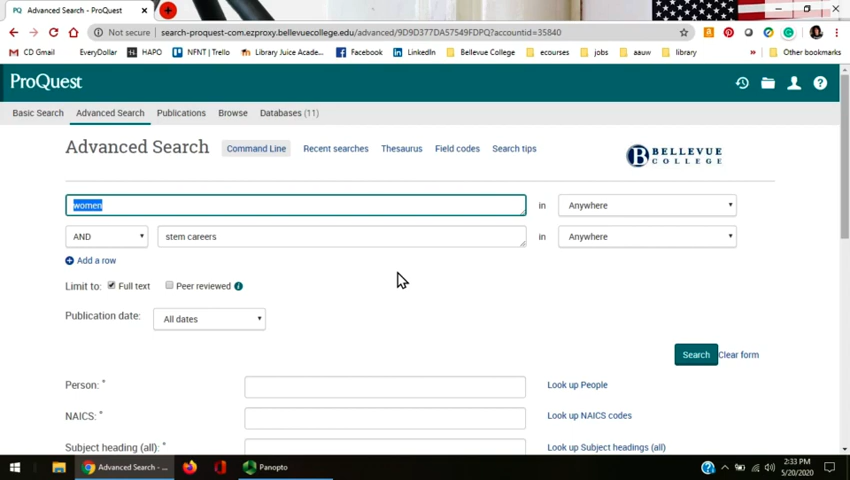 Advanced Search - ProQuest
Not secure search-proquest-com.ezproxy.bellevuecollege.edu/advanced/9D9D377DA57549FDPQ?accountid=35840
CD Gmail EveryDollar HAPO NFNT | Trello Library Juice Acade... Facebook LinkedIn Bellevue College ecourses jobs aauw library Other bookmarks
ProQuest
Basic Search Advanced Search Publications Browse Databases (11)
Advanced Search Command Line Recent searches Thesaurus Field codes Search tips
BELLEVUE
COLLEGE
women in Anywhere
AND stem careers in Anywhere
Add a row
Limit to: Full text Peer reviewed
Publication date: All dates
Search Clear form
Person: * Look up People
NAICS: * Look up NAICS codes
Subject heading (all): * Look up Subject headings (all)
Advanced Search - ... Panopto
2:33 PM
5/20/2020